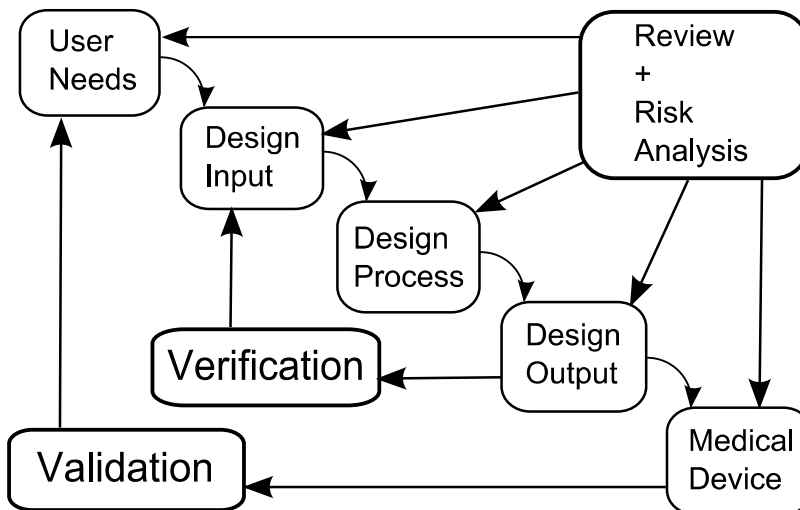 User
Needs
Review
+
Risk
Analysis
Design
Input
Design
Process
Design
Output
Verification
Medical
Device
Validation